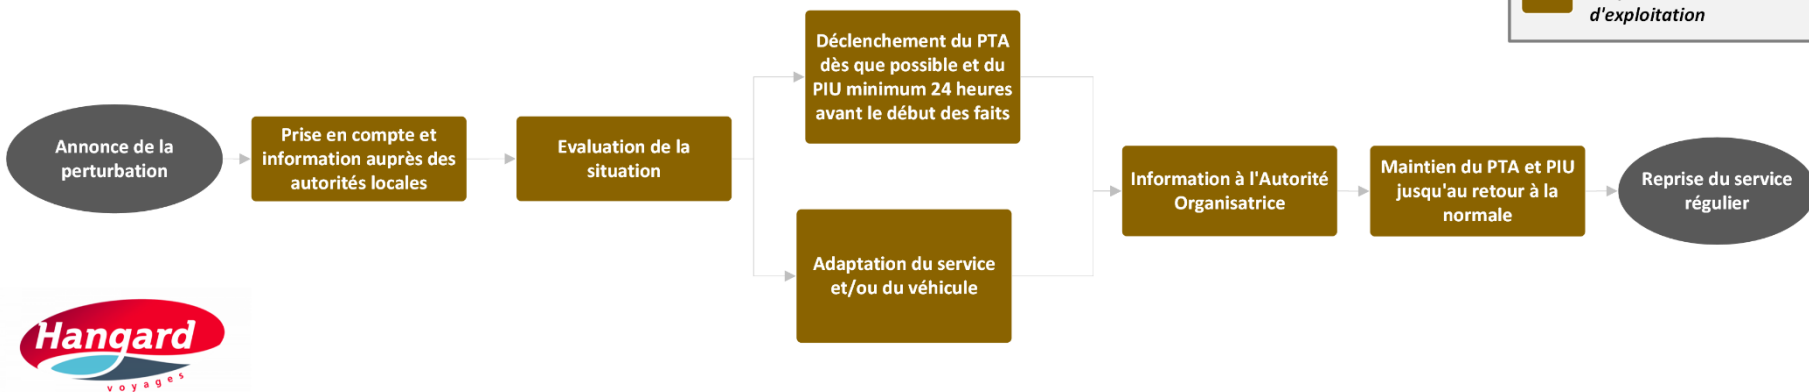 d'exploitation
Annonce de la
perturbation
Prise en compte et
information auprès des
autorités locales
Evaluation de la
situation
Déclenchement du PTA
dès que possible et du
PIU minimum 24 heures
avant le début des faits
Adaptation du service
et/ou du véhicule
Information à l'Autorité
Organisatrice
Maintien du PTA et PIU
jusqu'au retour à la
normale
Reprise du service
régulier
Hangard
voyages